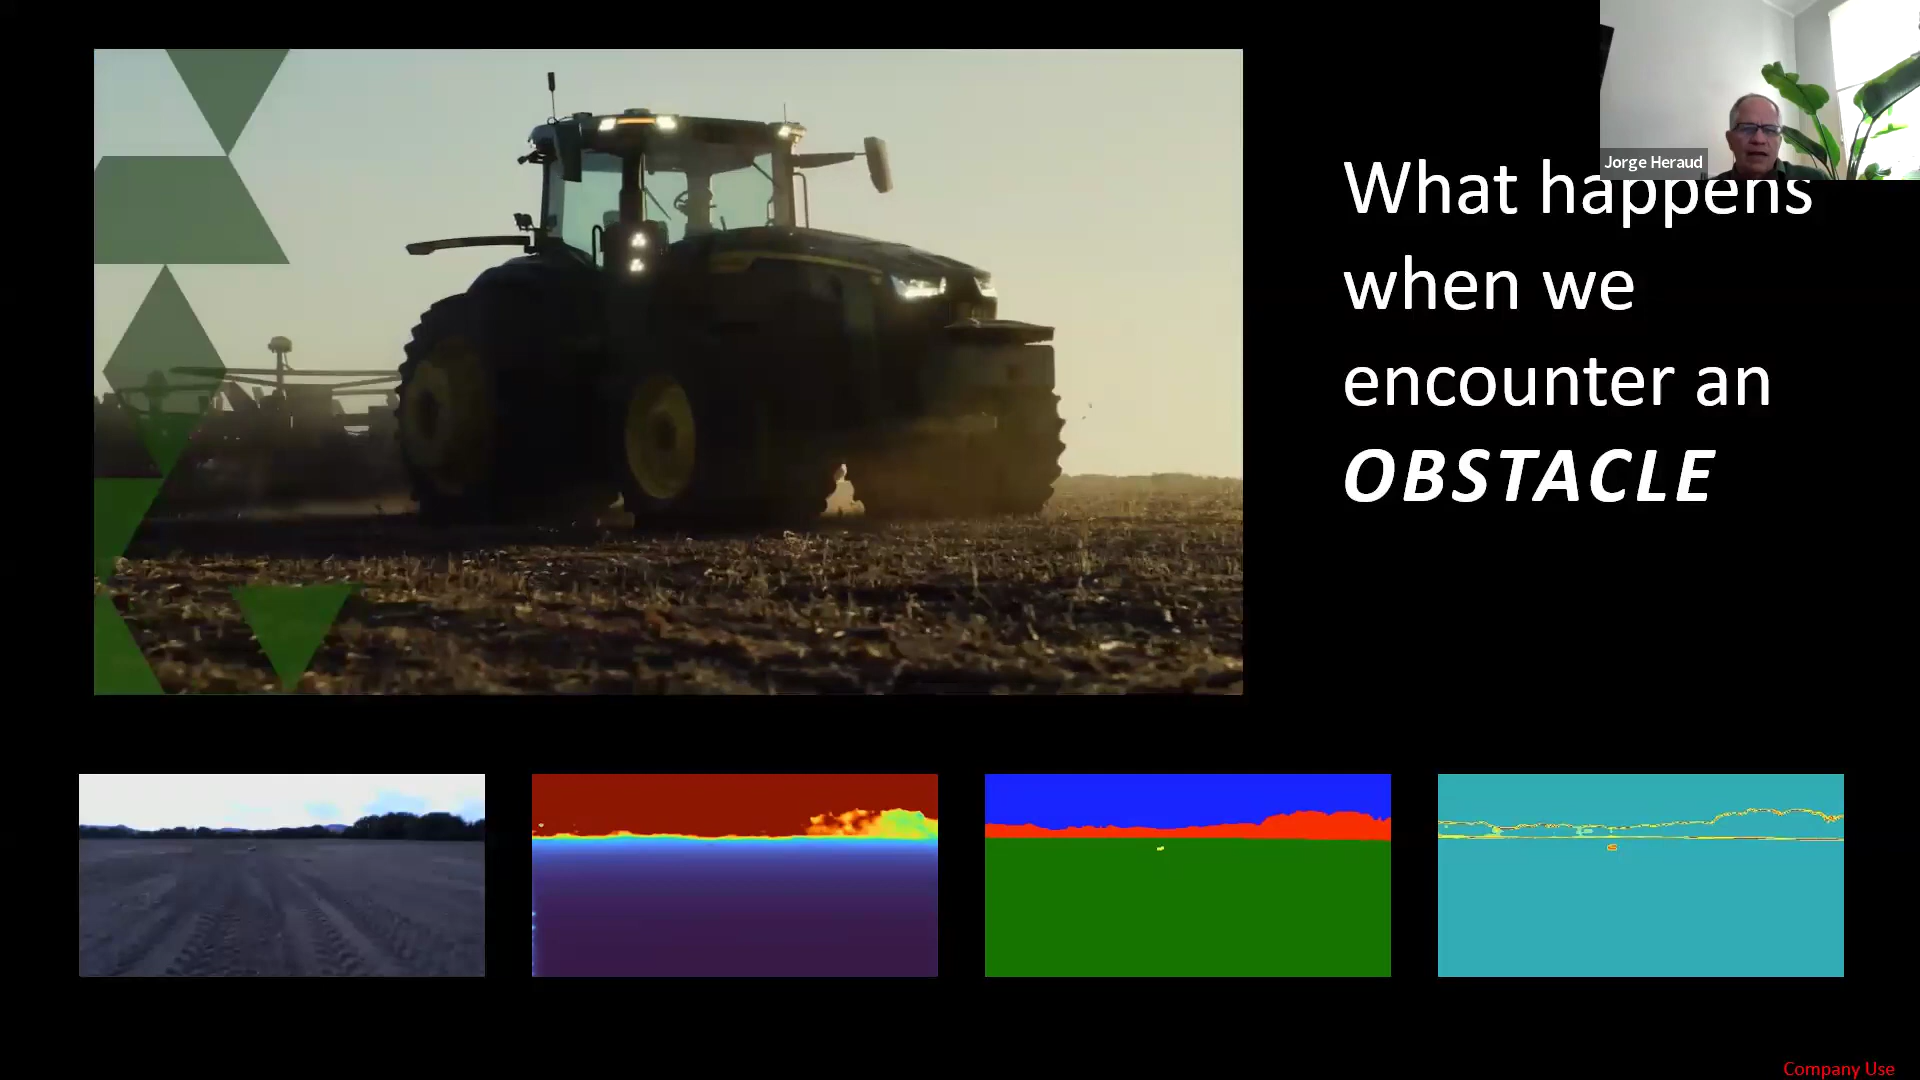 Jorge Heraud
What happens
when we
encounter an
OBSTACLE
Company Use